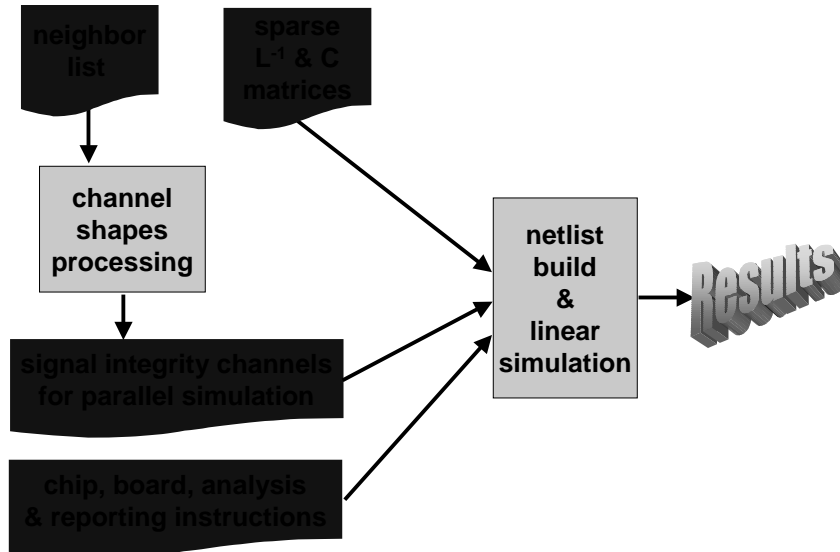 neighbor
list
sparse
L⁻¹ & C
matrices
channel
shapes
processing
signal integrity channels
for parallel simulation
chip, board, analysis
& reporting instructions
netlist
build
&
linear
simulation
Results